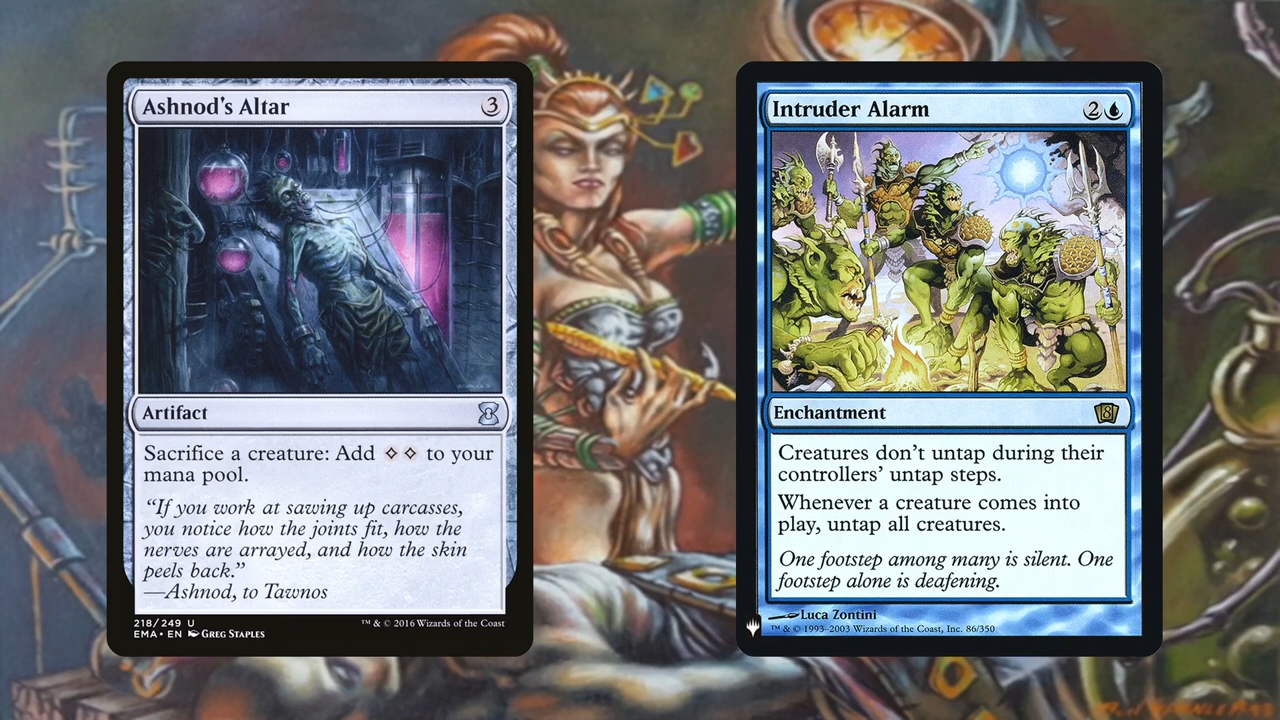 Ashnod's Altar 3
Artifact
Sacrifice a creature: Add ◇◇ to your
mana pool.
“If you work at sawing up carcasses,
you notice how the joints fit, how the
nerves are arrayed, and how the skin
peels back.”
—Ashnod, to Tawnos
218/249 U
EMA • EN GREG STAPLES
™ & © 2016 Wizards of the Coast
Intruder Alarm 2
Enchantment 8
Creatures don’t untap during their
controllers’ untap steps.
Whenever a creature comes into
play, untap all creatures.
One footstep among many is silent. One
footstep alone is deafening.
Luca Zontini
™ & © 1993–2003 Wizards of the Coast, Inc. 86/350